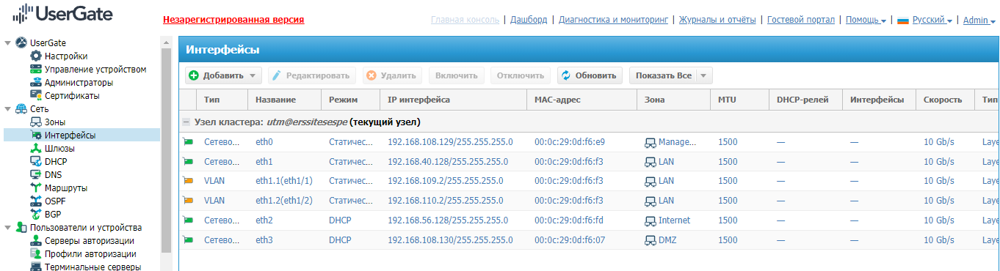 UserGate
Незарегистрированная версия
Главная консоль | Дашборд | Диагностика и мониторинг | Журналы и отчёты | Гостевой портал | Помощь | Русский | Admin
UserGate
Настройки
Управление устройством
Администраторы
Сертификаты
Сеть
Зоны
Интерфейсы
Шлюзы
DHCP
DNS
Маршруты
OSPF
BGP
Пользователи и устройства
Серверы авторизации
Профили авторизации
Терминальные серверы
Интерфейсы
Добавить Редактировать Удалить Включить Отключить Обновить Показать Все
Тип Название Режим IP интерфейса MAC-адрес Зона MTU DHCP-релей Интерфейсы Скорость Тип
Узел кластера: utm@erssitesespe (текущий узел)
Сетево... eth0 Статичес... 192.168.108.129/255.255.255.0 00:0c:29:0d:f6:e9 Manage... 1500 — — 10 Gb/s Laye
Сетево... eth1 Статичес... 192.168.40.128/255.255.255.0 00:0c:29:0d:f6:f3 LAN 1500 — — 10 Gb/s Laye
VLAN eth1.1(eth1/1) Статичес... 192.168.109.2/255.255.255.0 00:0c:29:0d:f6:f3 LAN 1500 — — 10 Gb/s Laye
VLAN eth1.2(eth1/2) Статичес... 192.168.110.2/255.255.255.0 00:0c:29:0d:f6:f3 LAN 1500 — — 10 Gb/s Laye
Сетево... eth2 DHCP 192.168.56.128/255.255.255.0 00:0c:29:0d:f6:fd Internet 1500 — — 10 Gb/s Laye
Сетево... eth3 DHCP 192.168.108.130/255.255.255.0 00:0c:29:0d:f6:07 DMZ 1500 — — 10 Gb/s Laye